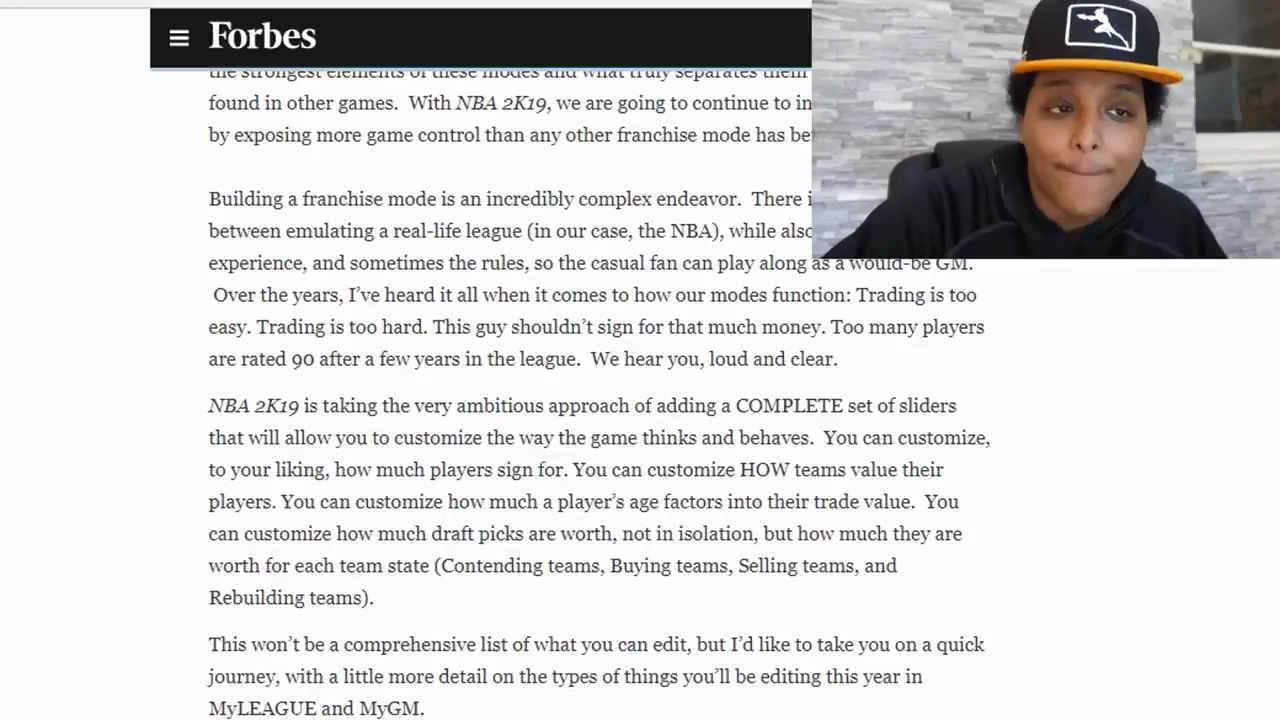 Forbes
the strongest elements of these modes and what truly separates them
found in other games. With NBA 2K19, we are going to continue to in
by exposing more game control than any other franchise mode has be
Building a franchise mode is an incredibly complex endeavor. There i
between emulating a real-life league (in our case, the NBA), while also
experience, and sometimes the rules, so the casual fan can play along as a would-be GM.
Over the years, I've heard it all when it comes to how our modes function: Trading is too
easy. Trading is too hard. This guy shouldn't sign for that much money. Too many players
are rated 90 after a few years in the league. We hear you, loud and clear.
NBA 2K19 is taking the very ambitious approach of adding a COMPLETE set of sliders
that will allow you to customize the way the game thinks and behaves. You can customize,
to your liking, how much players sign for. You can customize HOW teams value their
players. You can customize how much a player's age factors into their trade value. You
can customize how much draft picks are worth, not in isolation, but how much they are
worth for each team state (Contending teams, Buying teams, Selling teams, and
Rebuilding teams).
This won't be a comprehensive list of what you can edit, but I'd like to take you on a quick
journey, with a little more detail on the types of things you'll be editing this year in
MyLEAGUE and MyGM.